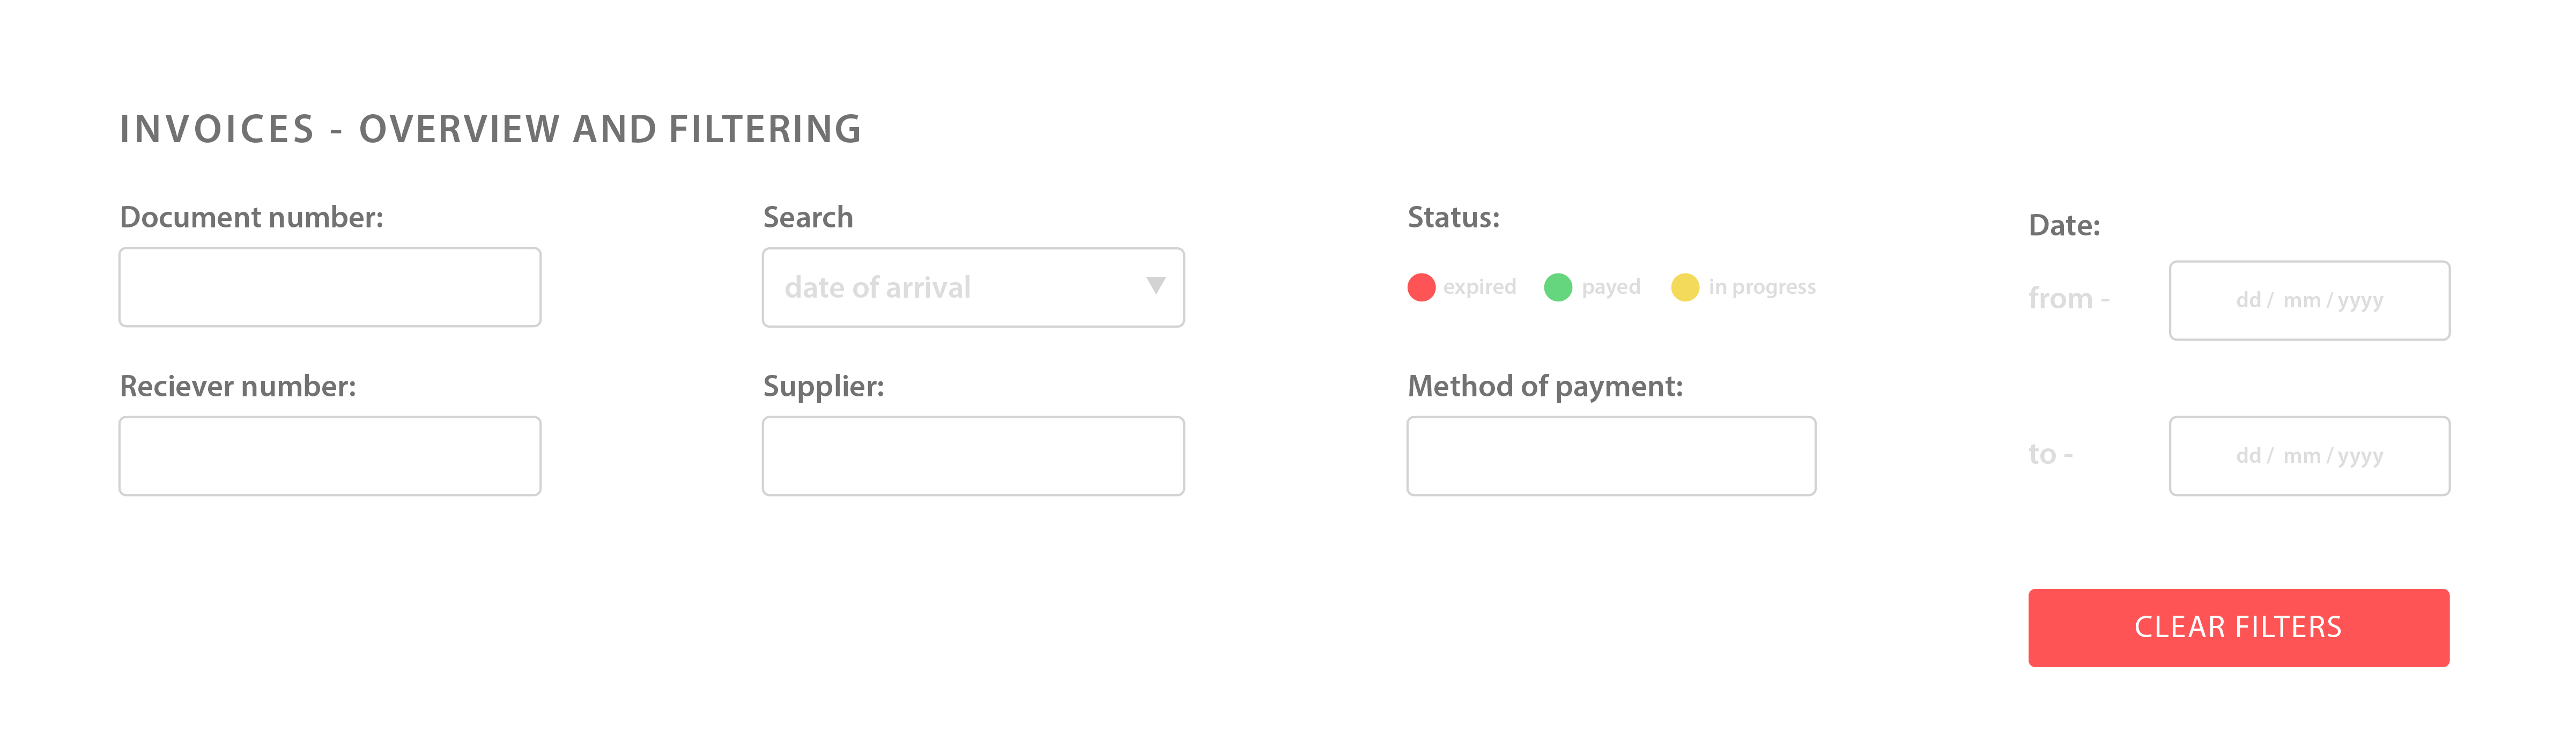 INVOICES - OVERVIEW AND FILTERING
Document number:
Search
date of arrival
Status:
expired payed in progress
Date:
from - dd / mm / yyyy
Reciever number:
Supplier:
Method of payment:
to - dd / mm / yyyy
CLEAR FILTERS